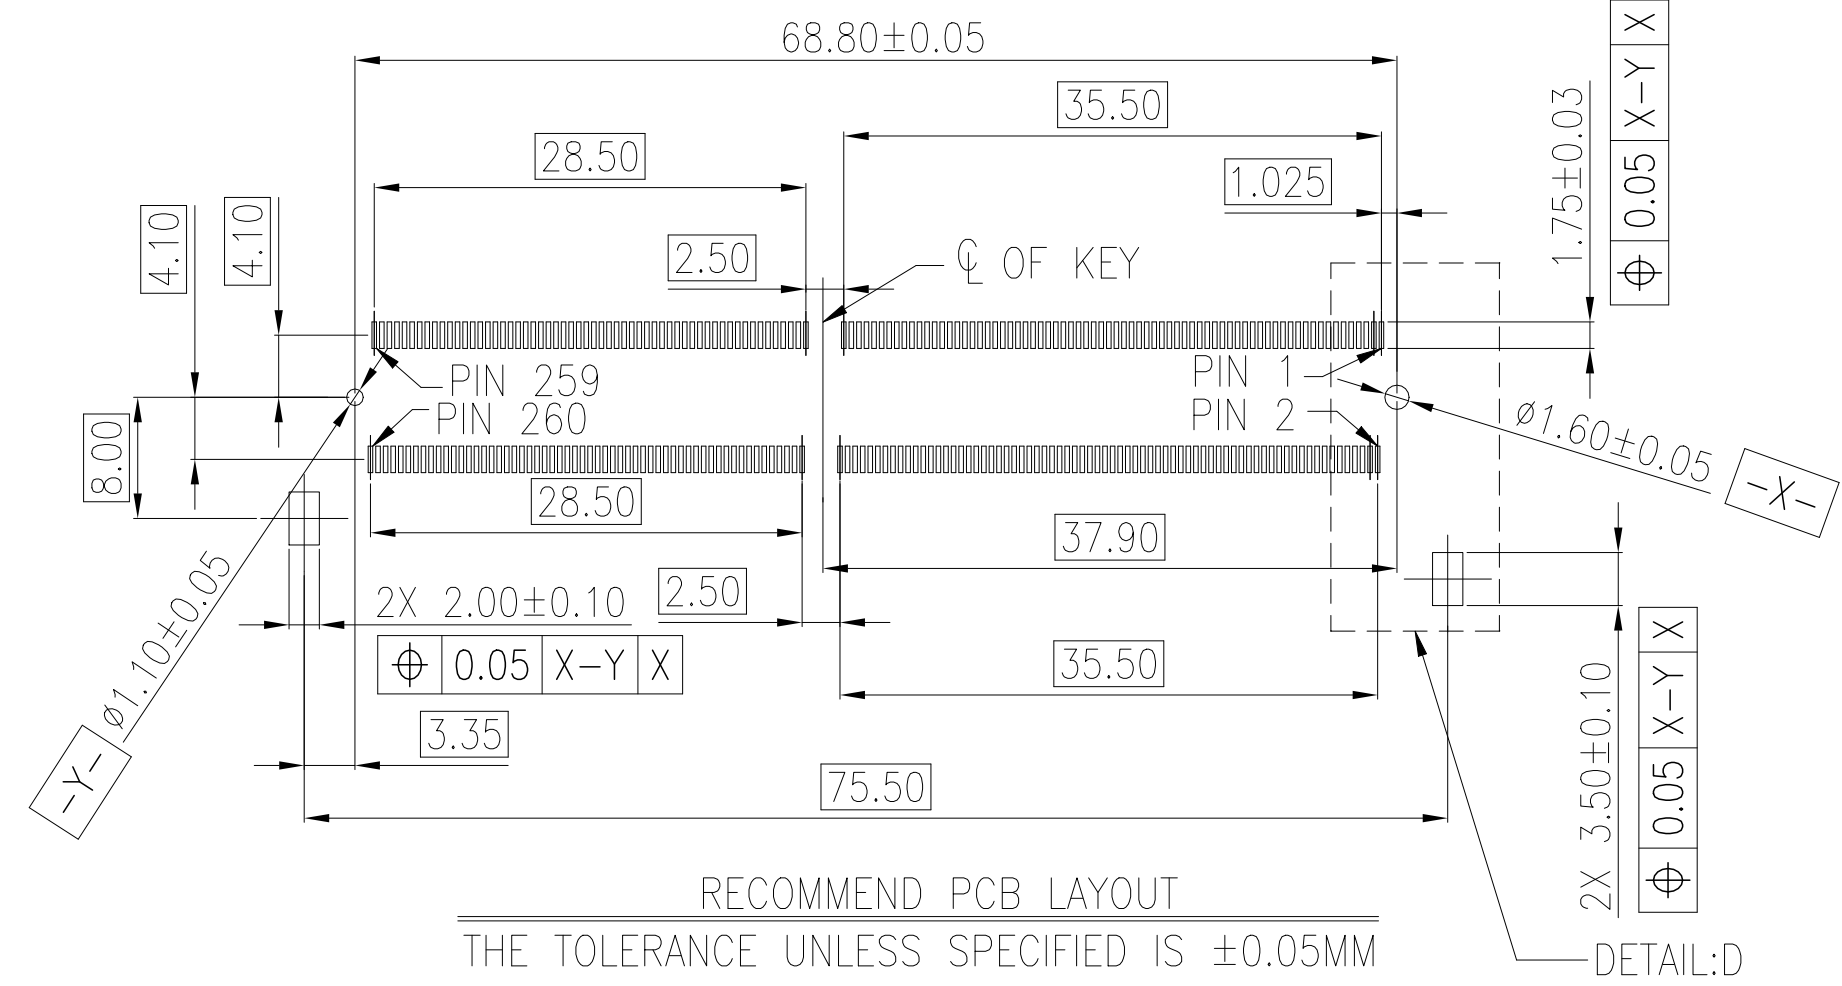 68.80±0.05
35.50
28.50
1.025
4.10
4.10
2.50
℄ OF KEY
1.75±0.03
⌖ 0.05 X-Y X
PIN 259
PIN 1
PIN 260
PIN 2
8.00
ø1.60±0.05
-X-
28.50
37.90
2X 2.00±0.10
2.50
⌖ 0.05 X-Y X
35.50
ø1.10±0.05
-Y-
3.35
75.50
2X 3.50±0.10
⌖ 0.05 X-Y X
RECOMMEND PCB LAYOUT
THE TOLERANCE UNLESS SPECIFIED IS ±0.05MM
DETAIL:D